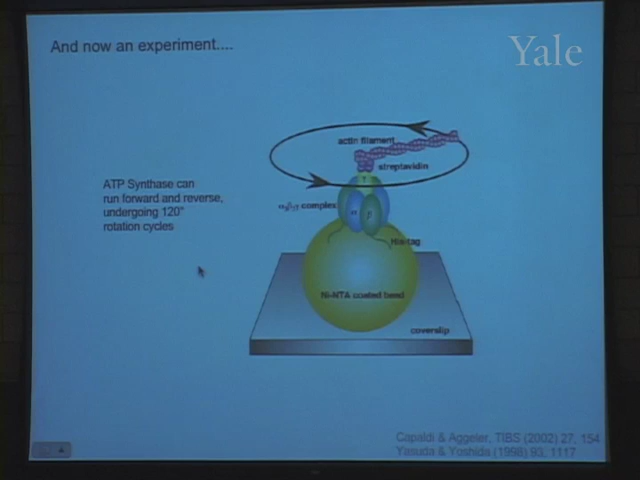 And now an experiment....
Yale
actin filament
streptavidin
ATP Synthase can
run forward and reverse,
undergoing 120°
rotation cycles
γ
complex
α
β
His-tag
Ni-NTA coated bead
coverslip
Capaldi & Aggeler, TIBS (2002) 27, 154
Yasuda & Yoshida (1998) 93, 1117